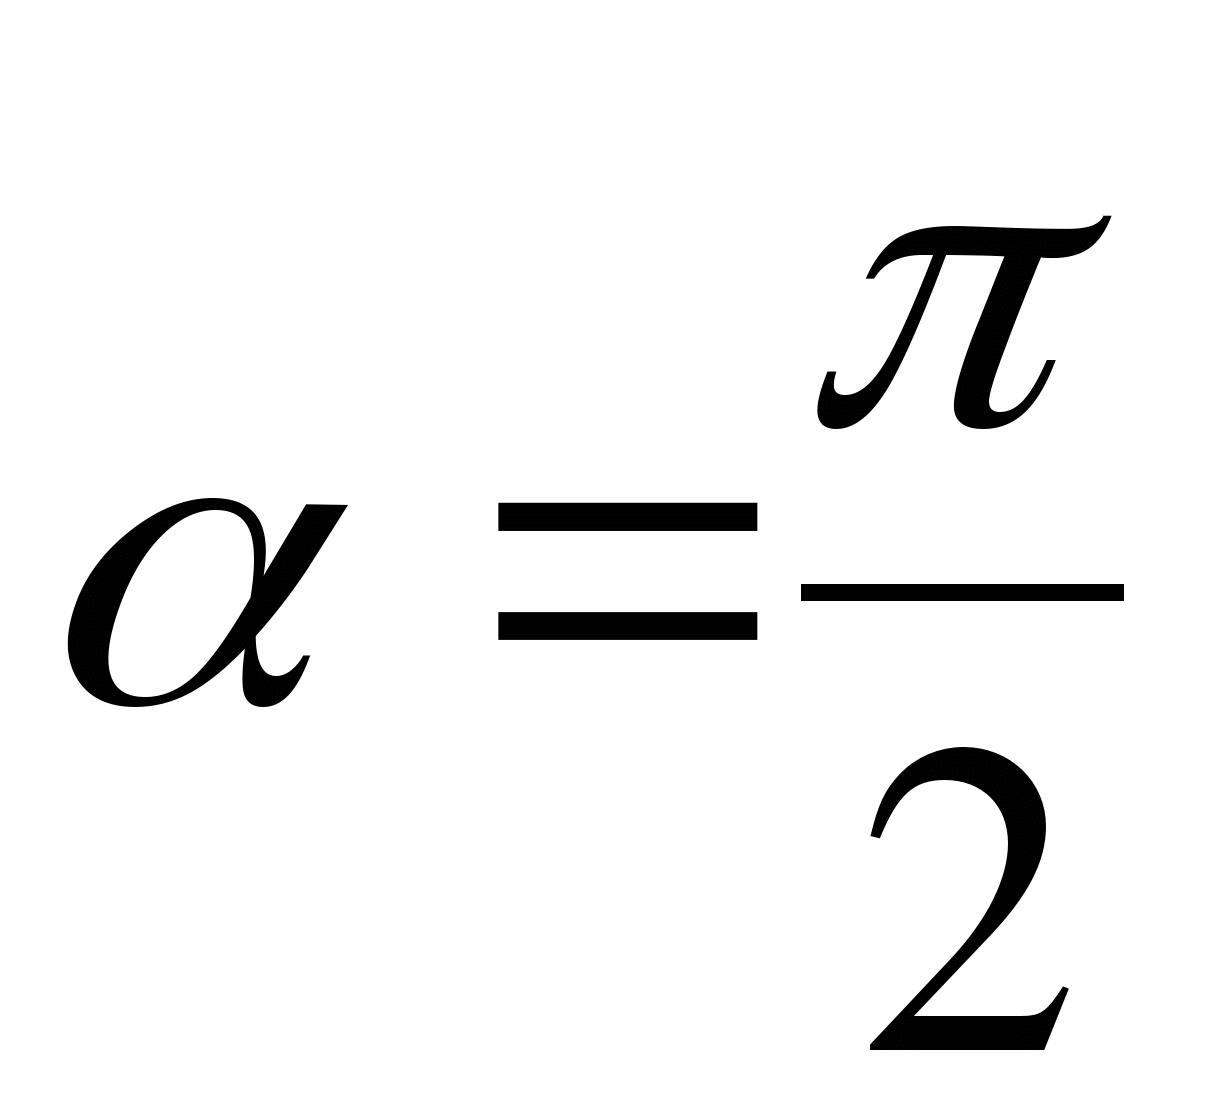 α = π/2